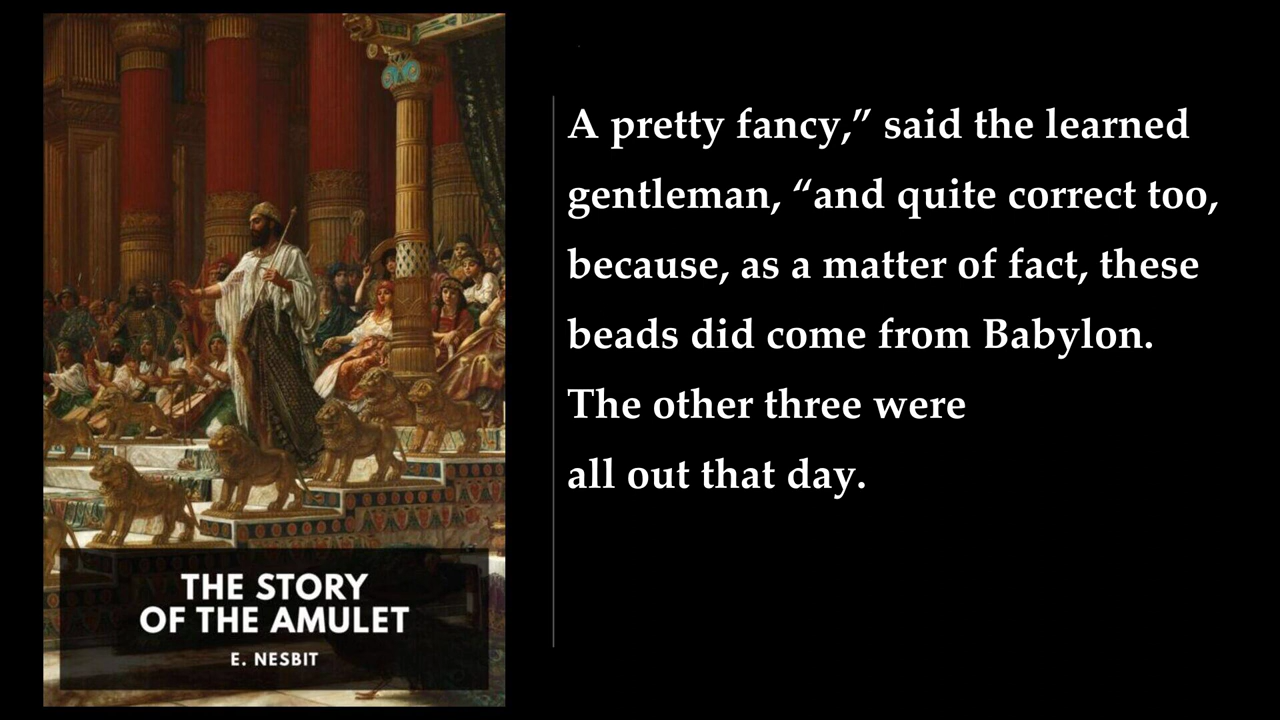 THE STORY
OF THE AMULET
E. NESBIT
A pretty fancy,” said the learned
gentleman, “and quite correct too,
because, as a matter of fact, these
beads did come from Babylon.
The other three were
all out that day.